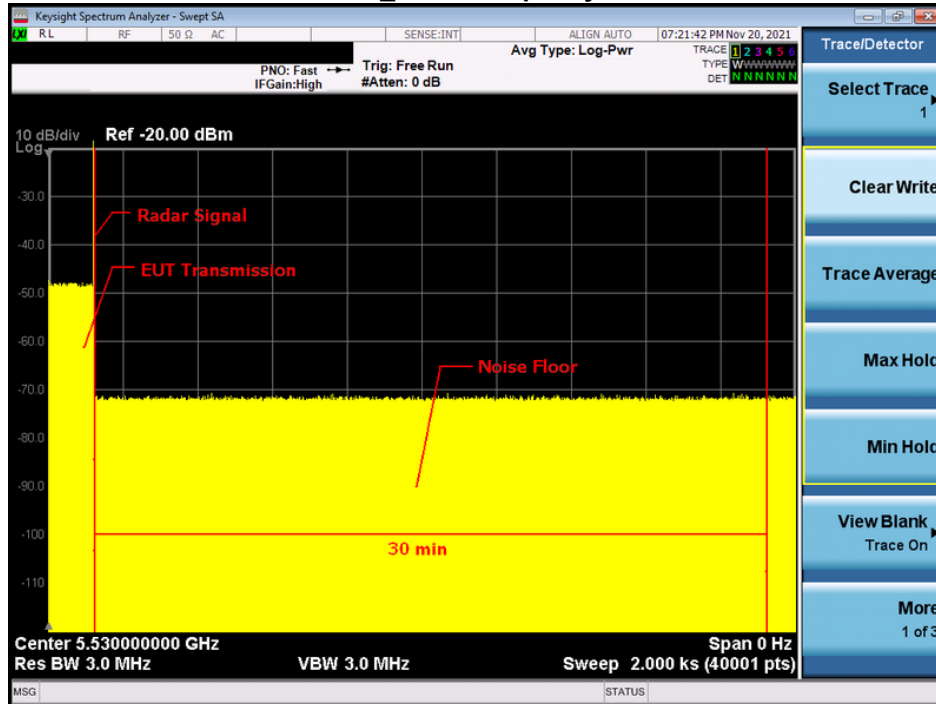 Keysight Spectrum Analyzer - Swept SA
LXI RL RF 50 Ω AC SENSE:INT ALIGN AUTO 07:21:42 PM Nov 20, 2021
Avg Type: Log-Pwr
TRACE 1 2 3 4 5 6
TYPE WWWWWW
DET N N N N N N
PNO: Fast
IFGain:High
Trig: Free Run
#Atten: 0 dB
10 dB/div
Log
Ref -20.00 dBm
-30.0
-40.0
-50.0
-60.0
-70.0
-80.0
-90.0
-100
-110
Radar Signal
EUT Transmission
Noise Floor
30 min
Center 5.530000000 GHz Span 0 Hz
Res BW 3.0 MHz VBW 3.0 MHz Sweep 2.000 ks (40001 pts)
MSG STATUS
Trace/Detector
Select Trace
1
Clear Write
Trace Average
Max Hold
Min Hold
View Blank
Trace On
More
1 of 3